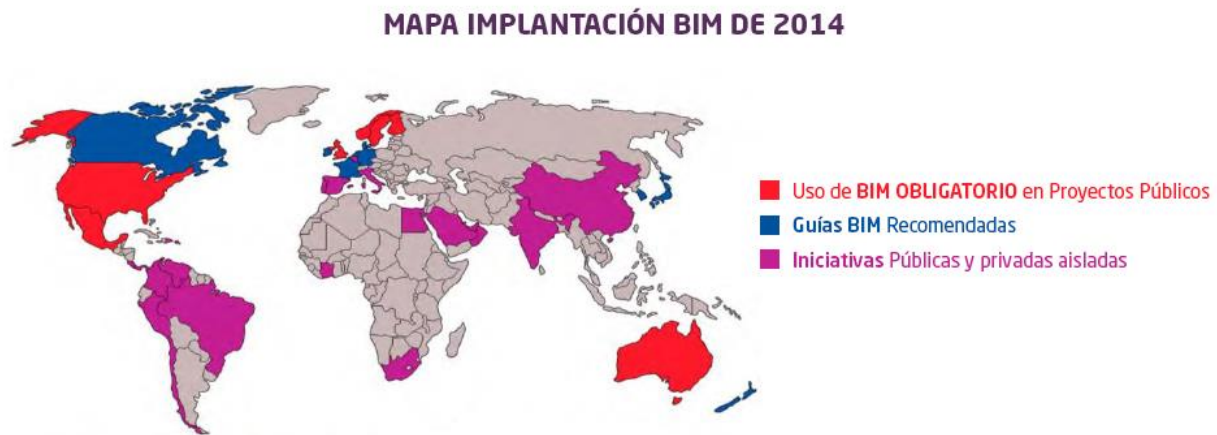 MAPA IMPLANTACIÓN BIM DE 2014
Uso de BIM OBLIGATORIO en Proyectos Públicos
Guías BIM Recomendadas
Iniciativas Públicas y privadas aisladas